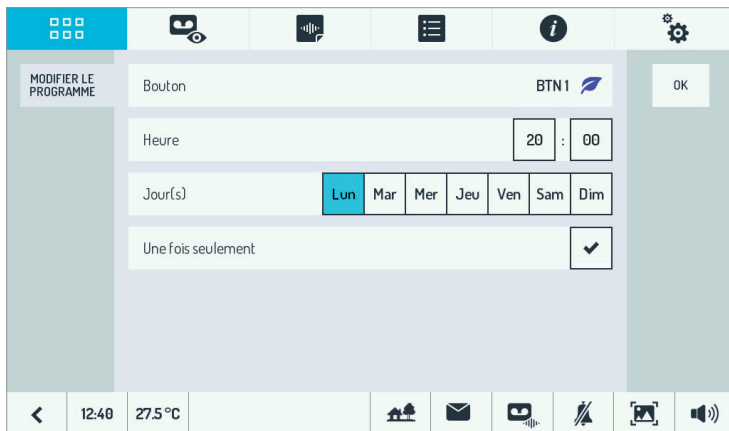 MODIFIER LE
PROGRAMME
Bouton BTN 1
OK
Heure 20 : 00
Jour(s) Lun Mar Mer Jeu Ven Sam Dim
Une fois seulement
12:40 27.5 °C